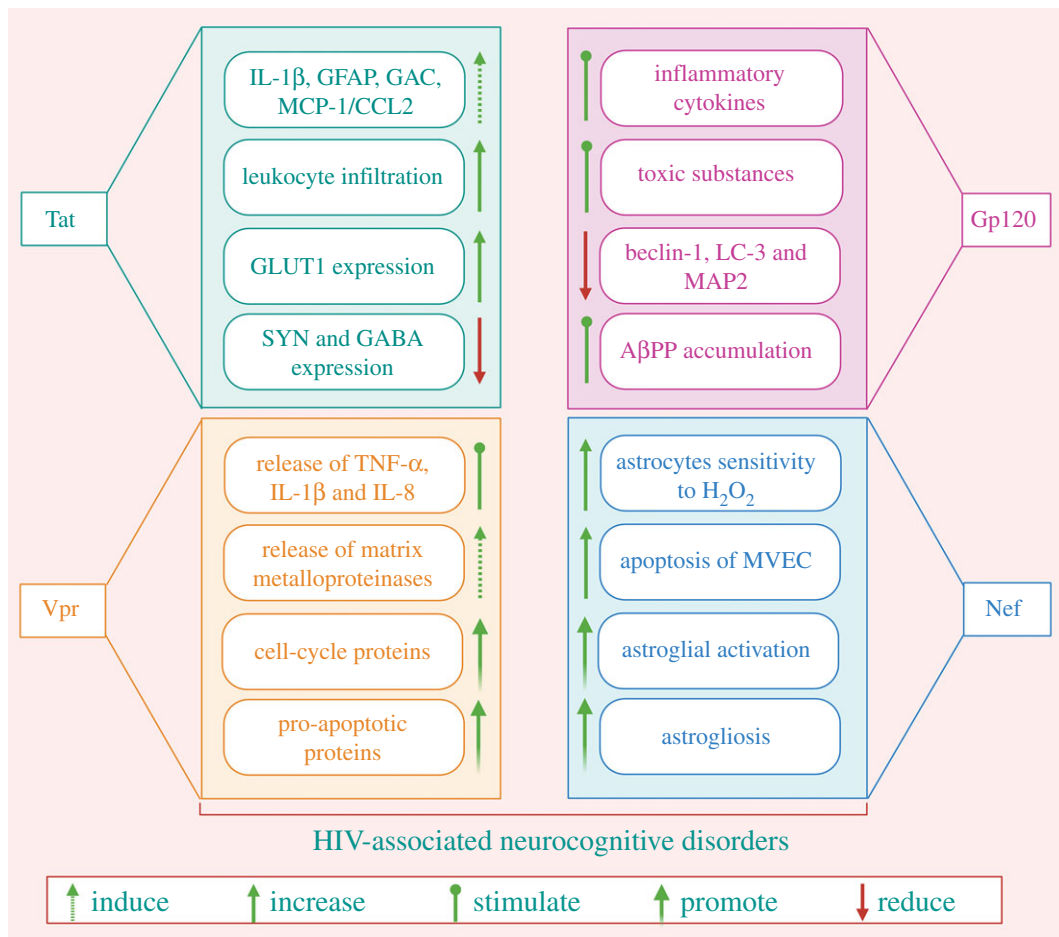 Tat
IL-1β, GFAP, GAC,
MCP-1/CCL2
leukocyte infiltration
GLUT1 expression
SYN and GABA
expression
inflammatory
cytokines
toxic substances
beclin-1, LC-3 and
MAP2
AβPP accumulation
Gp120
Vpr
release of TNF-α,
IL-1β and IL-8
release of matrix
metalloproteinases
cell-cycle proteins
pro-apoptotic
proteins
astrocytes sensitivity
to H₂O₂
apoptosis of MVEC
astroglial activation
astrogliosis
Nef
HIV-associated neurocognitive disorders
induce increase stimulate promote reduce